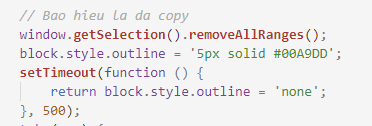 // Bao hieu la da copy
window.getSelection().removeAllRanges();
block.style.outline = '5px solid #00A9DD';
setTimeout(function () {
    return block.style.outline = 'none';
}, 500);